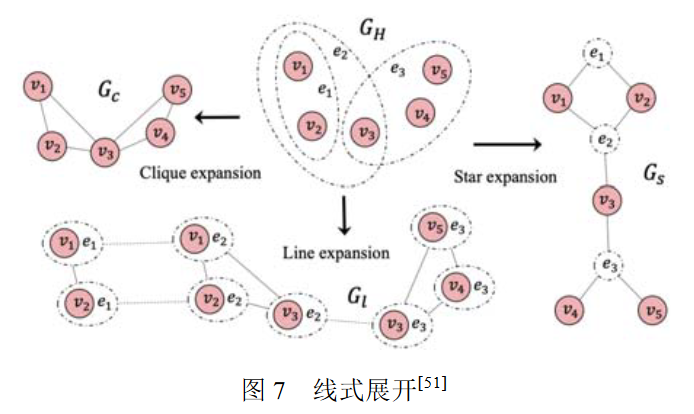 G_H
e_2
v_1
e_1
v_2
v_3
e_3
v_5
v_4
G_c
v_1
v_5
v_2
v_3
v_4
Clique expansion
Star expansion
Line expansion
e_1
v_1
v_2
e_2
G_s
v_3
e_3
v_4
v_5
G_l
v_1 e_1
v_1 e_2
v_5 e_3
v_2 e_1
v_2 e_2
v_4 e_3
v_3 e_2
v_3 e_3
图 7 线式展开[51]